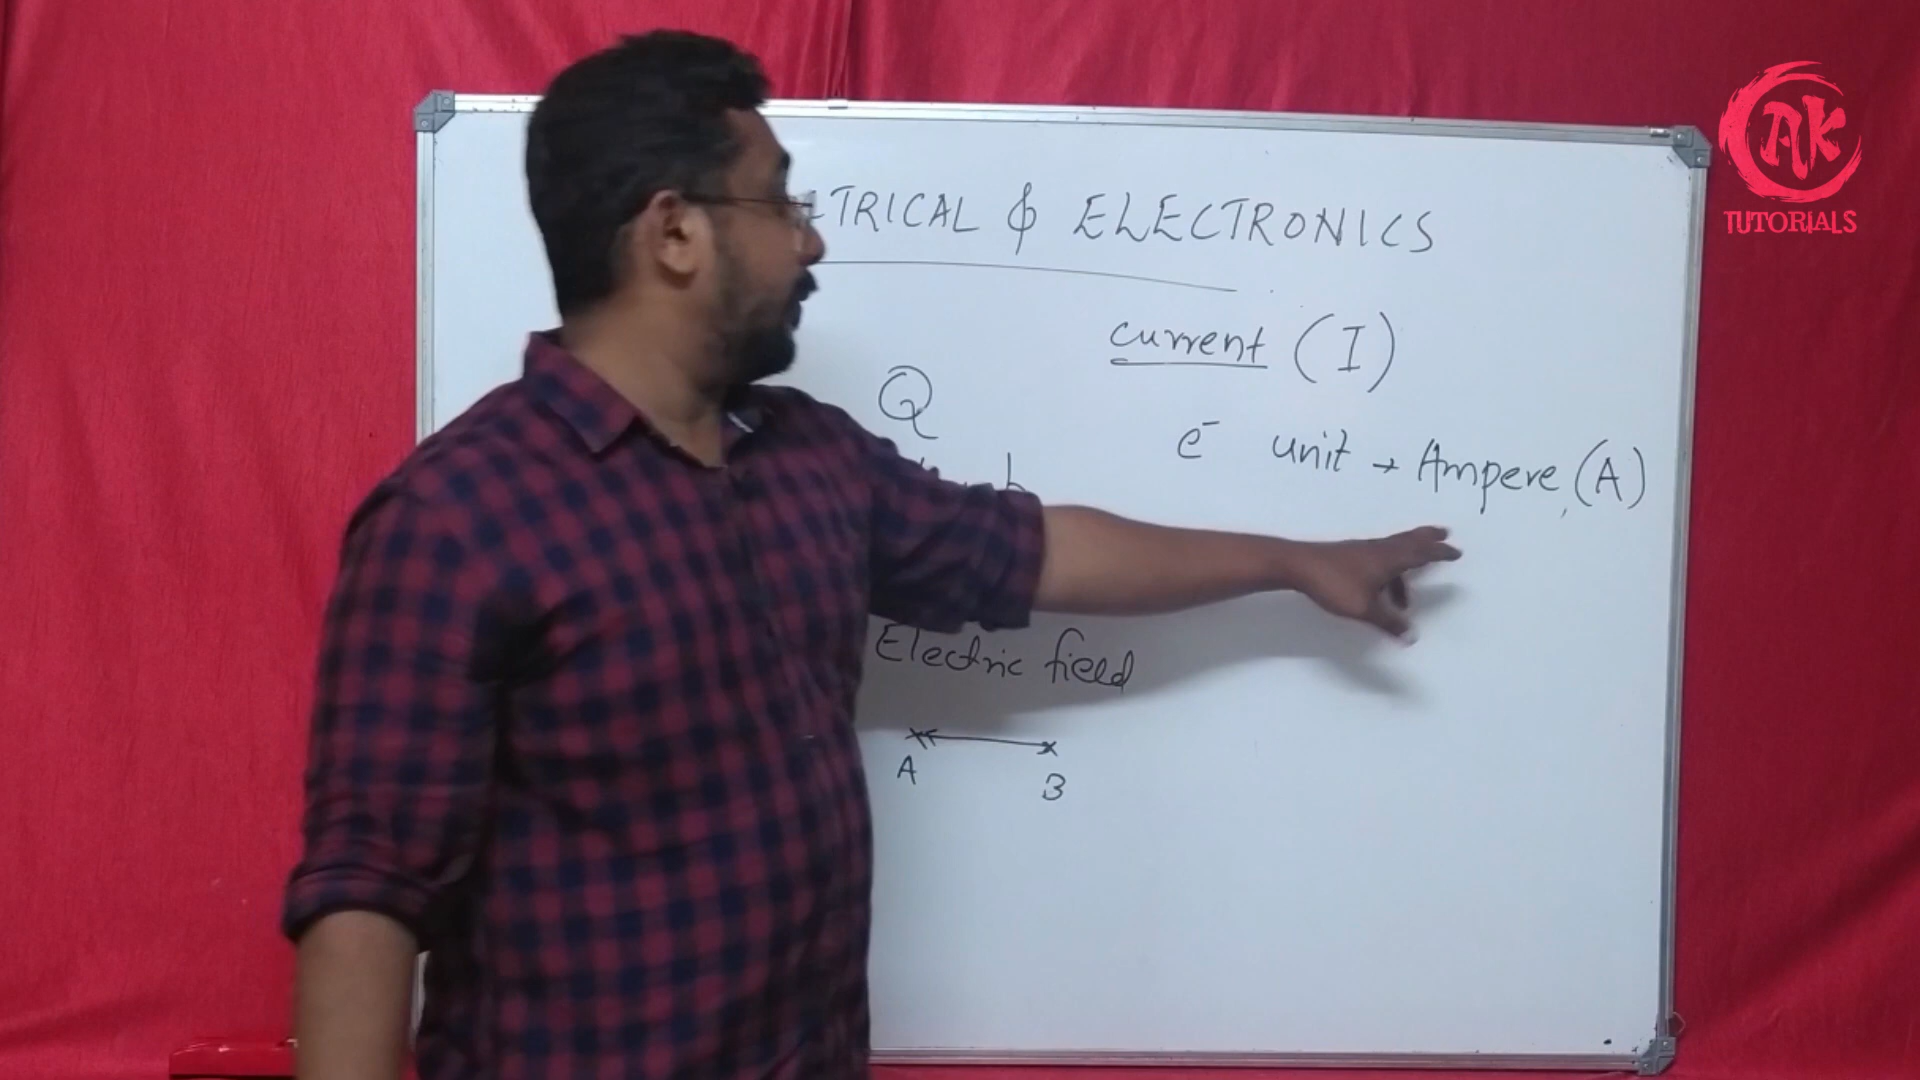 TRICAL & ELECTRONICS
current (I)
Q
e⁻ unit → Ampere (A)
Electric field
A B
AK
TUTORIALS